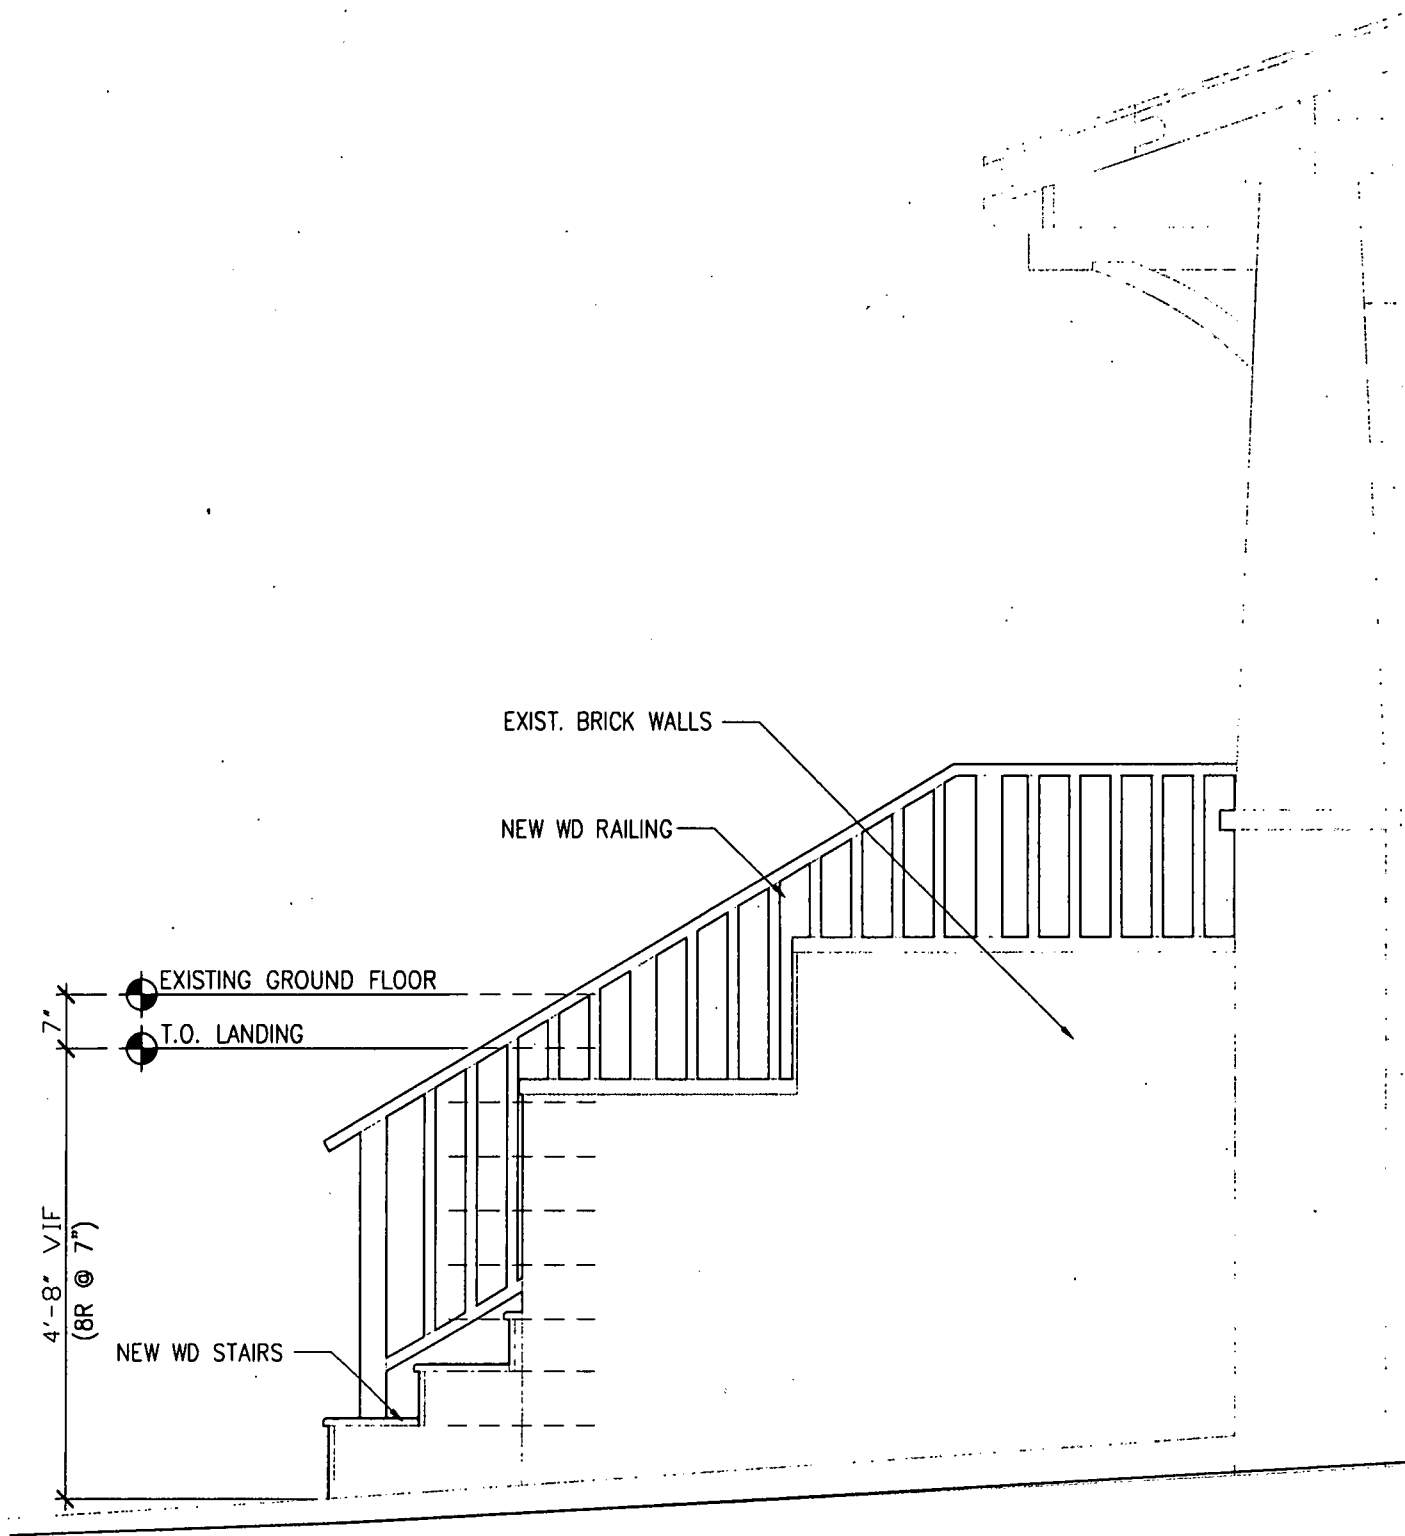 EXIST. BRICK WALLS
NEW WD RAILING
EXISTING GROUND FLOOR
7"
T.O. LANDING
4'-8" VIF
(8R @ 7")
NEW WD STAIRS